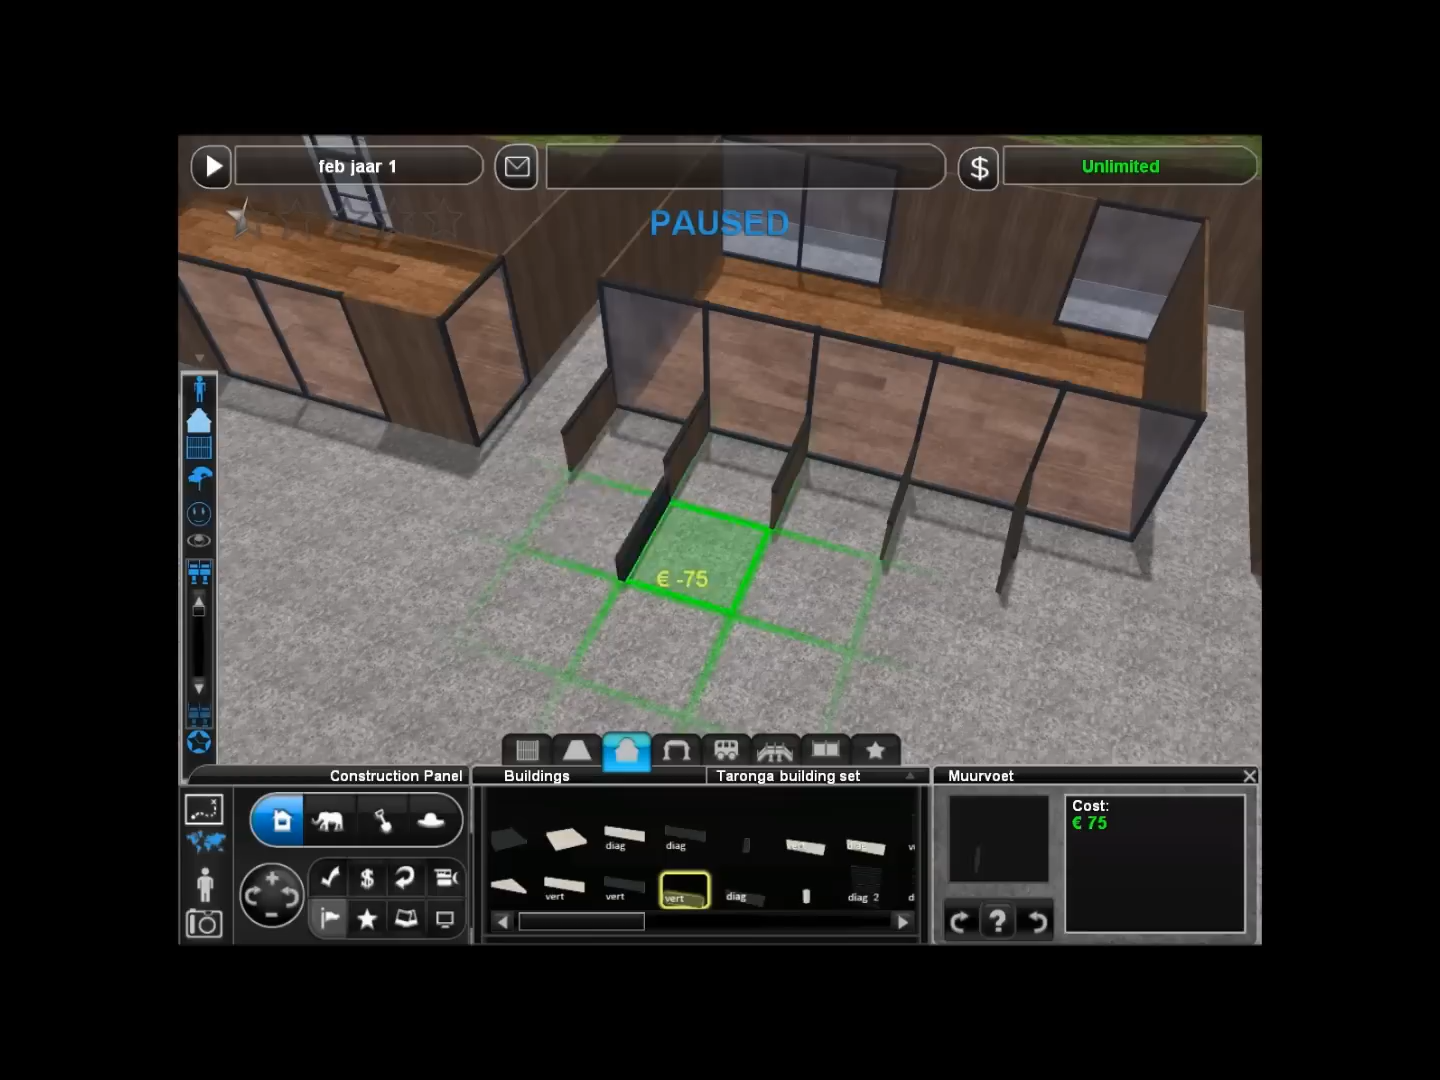 feb jaar 1
$
Unlimited
PAUSED
€ -75
Construction Panel
Buildings
Taronga building set
Muurvoet
Cost:
€ 75
diag
diag
diag
vert
vert
vert
diag
diag 2
$
?